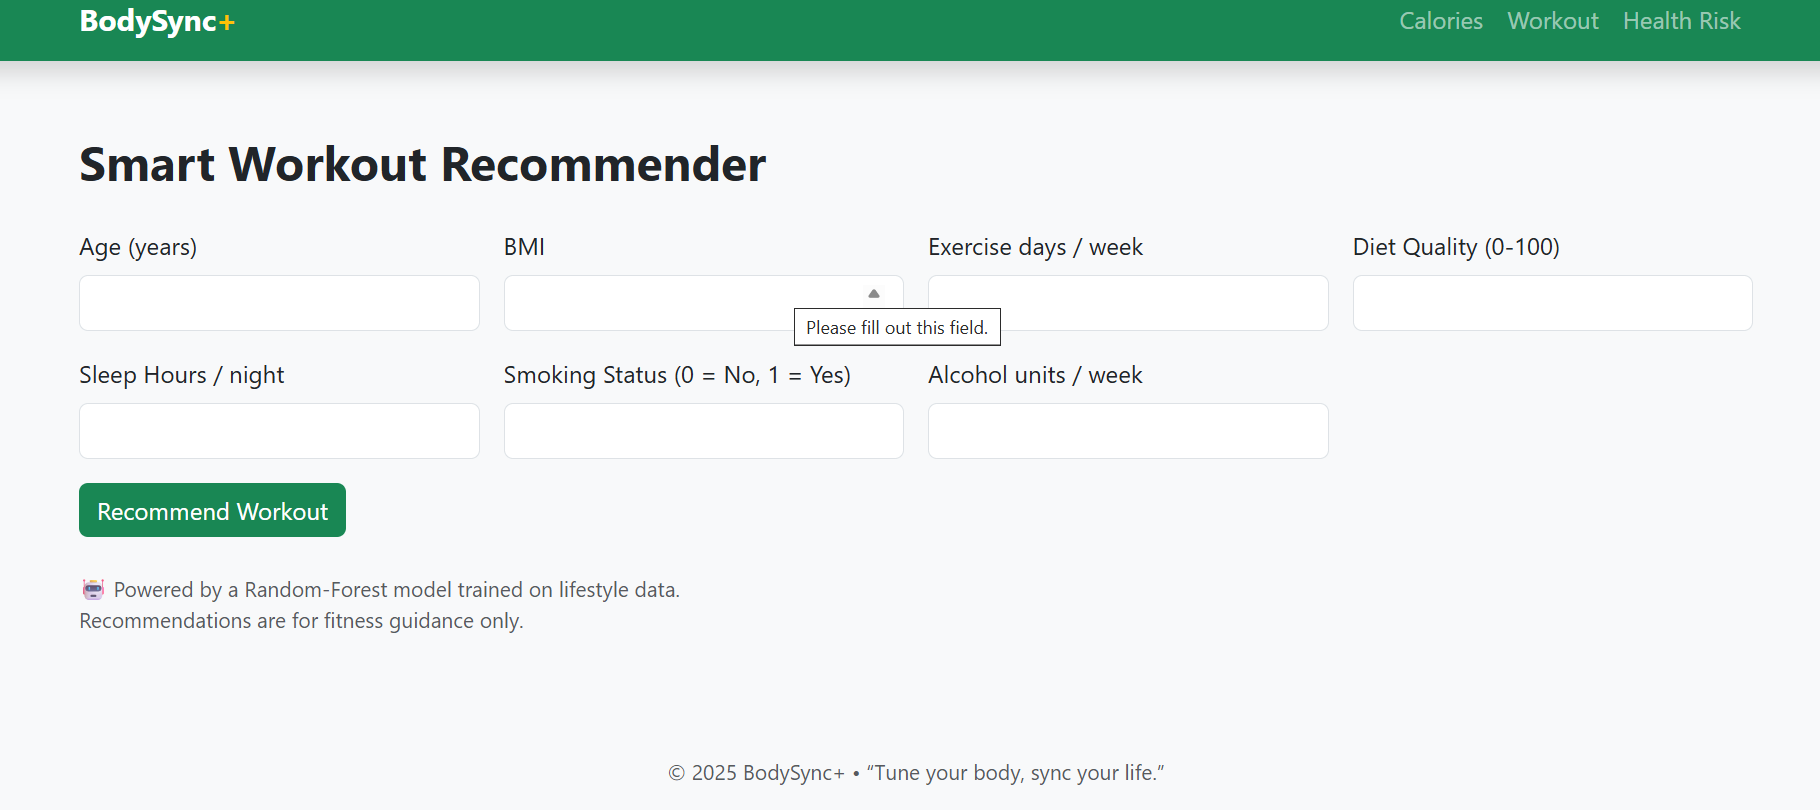 BodySync+
Calories Workout Health Risk
Smart Workout Recommender
Age (years)
BMI
Exercise days / week
Diet Quality (0-100)
Please fill out this field.
Sleep Hours / night
Smoking Status (0 = No, 1 = Yes)
Alcohol units / week
Recommend Workout
🤖 Powered by a Random-Forest model trained on lifestyle data.
Recommendations are for fitness guidance only.
© 2025 BodySync+ • “Tune your body, sync your life.”